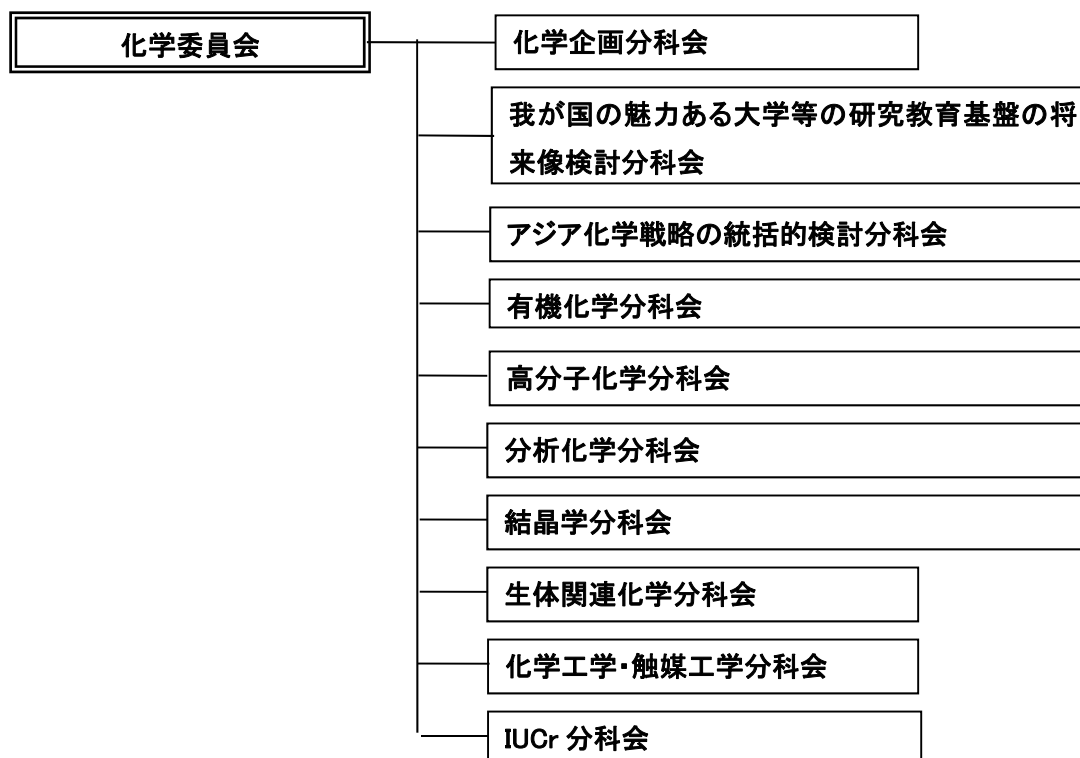 化学委員会
化学企画分科会
我が国の魅力ある大学等の研究教育基盤の将
来像検討分科会
アジア化学戦略の統括的検討分科会
有機化学分科会
高分子化学分科会
分析化学分科会
結晶学分科会
生体関連化学分科会
化学工学・触媒工学分科会
IUCr 分科会